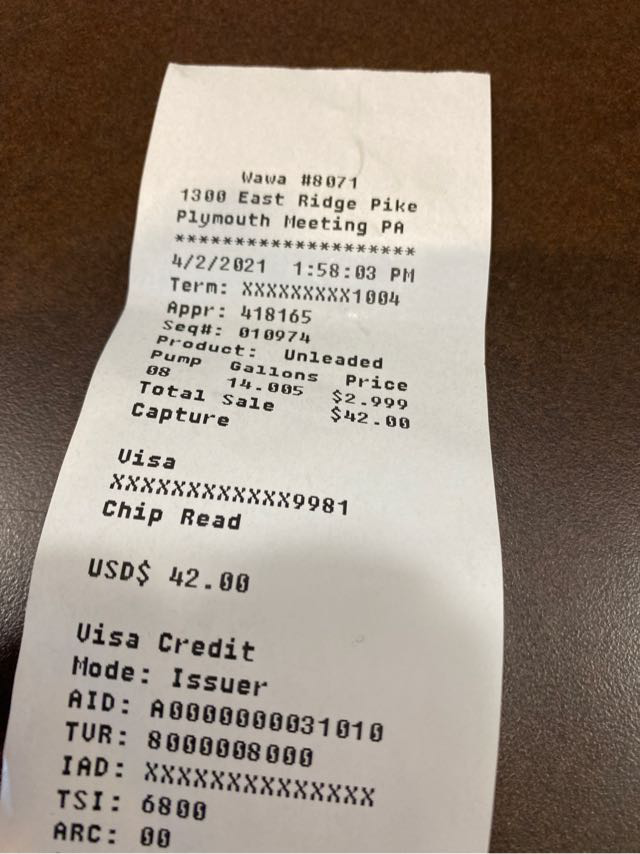 Wawa #8071
1300 East Ridge Pike
Plymouth Meeting PA
********************
4/2/2021 1:58:03 PM
Term: XXXXXXXXX1004
Appr: 418165
Seq#: 010974
Product: Unleaded
Pump Gallons Price
08 14.005 $2.999
Total Sale $42.00
Capture
Visa
XXXXXXXXXXXX9981
Chip Read
USD$ 42.00
Visa Credit
Mode: Issuer
AID: A0000000031010
TVR: 8000008000
IAD: XXXXXXXXXXXXXX
TSI: 6800
ARC: 00